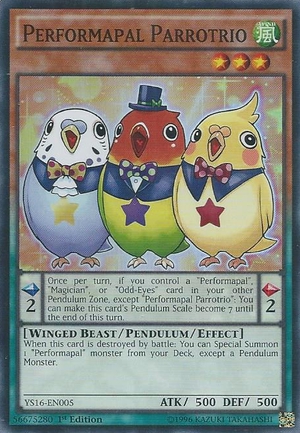 PERFORMAPAL PARROTRIO
風
2
2
Once per turn, if you control a "Performapal",
"Magician", or "Odd-Eyes" card in your other
Pendulum Zone, except "Performapal Parrotrio": You
can make this card's Pendulum Scale become 7 until
the end of this turn.
[WINGED BEAST/PENDULUM/EFFECT]
When this card is destroyed by battle: You can Special Summon
1 "Performapal" monster from your Deck, except a Pendulum
Monster.
YS16-EN005
ATK / 500 DEF / 500
56675280 1st Edition
©1996 KAZUKI TAKAHASHI